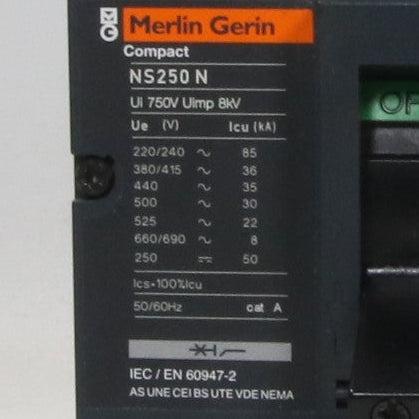 MG Merlin Gerin
Compact
NS250 N
Ui 750V Uimp 8kV
Ue (V) Icu (kA)
220/240 ~ 85
380/415 ~ 36
440 ~ 35
500 ~ 30
525 ~ 22
660/690 ~ 8
250 ⎓ 50
Ics=100%Icu
50/60Hz cat A
IEC / EN 60947-2
AS UNE CEI BS UTE VDE NEMA
OF